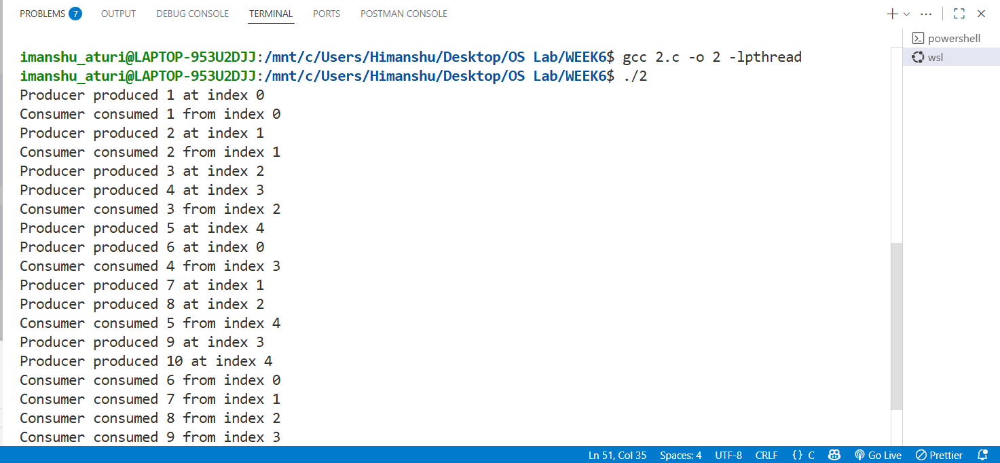 PROBLEMS 7 OUTPUT DEBUG CONSOLE TERMINAL PORTS POSTMAN CONSOLE
powershell
wsl
imanshu_aturi@LAPTOP-953U2DJJ:/mnt/c/Users/Himanshu/Desktop/OS Lab/WEEK6$ gcc 2.c -o 2 -lpthread
imanshu_aturi@LAPTOP-953U2DJJ:/mnt/c/Users/Himanshu/Desktop/OS Lab/WEEK6$ ./2
Producer produced 1 at index 0
Consumer consumed 1 from index 0
Producer produced 2 at index 1
Consumer consumed 2 from index 1
Producer produced 3 at index 2
Producer produced 4 at index 3
Consumer consumed 3 from index 2
Producer produced 5 at index 4
Producer produced 6 at index 0
Consumer consumed 4 from index 3
Producer produced 7 at index 1
Producer produced 8 at index 2
Consumer consumed 5 from index 4
Producer produced 9 at index 3
Producer produced 10 at index 4
Consumer consumed 6 from index 0
Consumer consumed 7 from index 1
Consumer consumed 8 from index 2
Consumer consumed 9 from index 3
Ln 51, Col 35 Spaces: 4 UTF-8 CRLF {} C Go Live Prettier